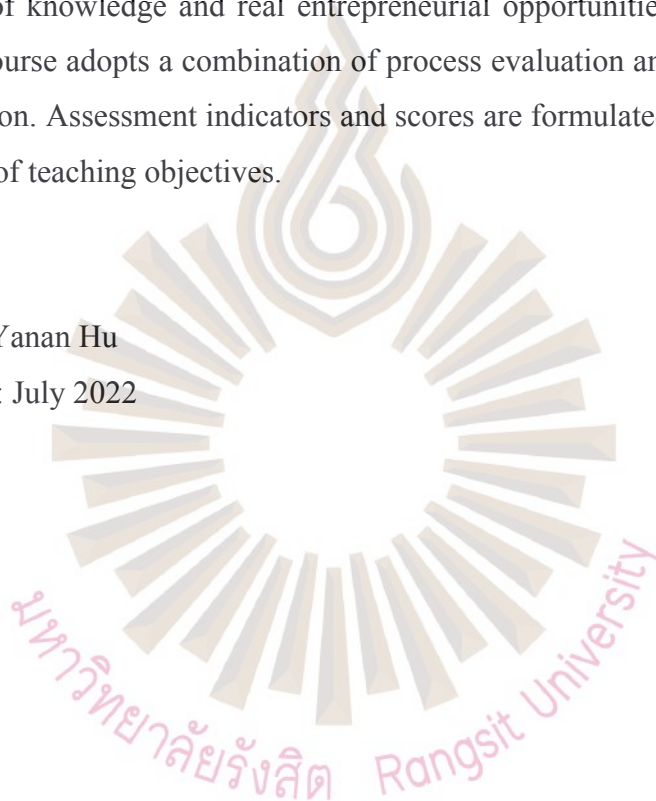 of knowledge and real entrepreneurial opportunitie
ourse adopts a combination of process evaluation an
on. Assessment indicators and scores are formulate
of teaching objectives.
Yanan Hu
July 2022
มหาวิทยาลัยรังสิต Rangsit University